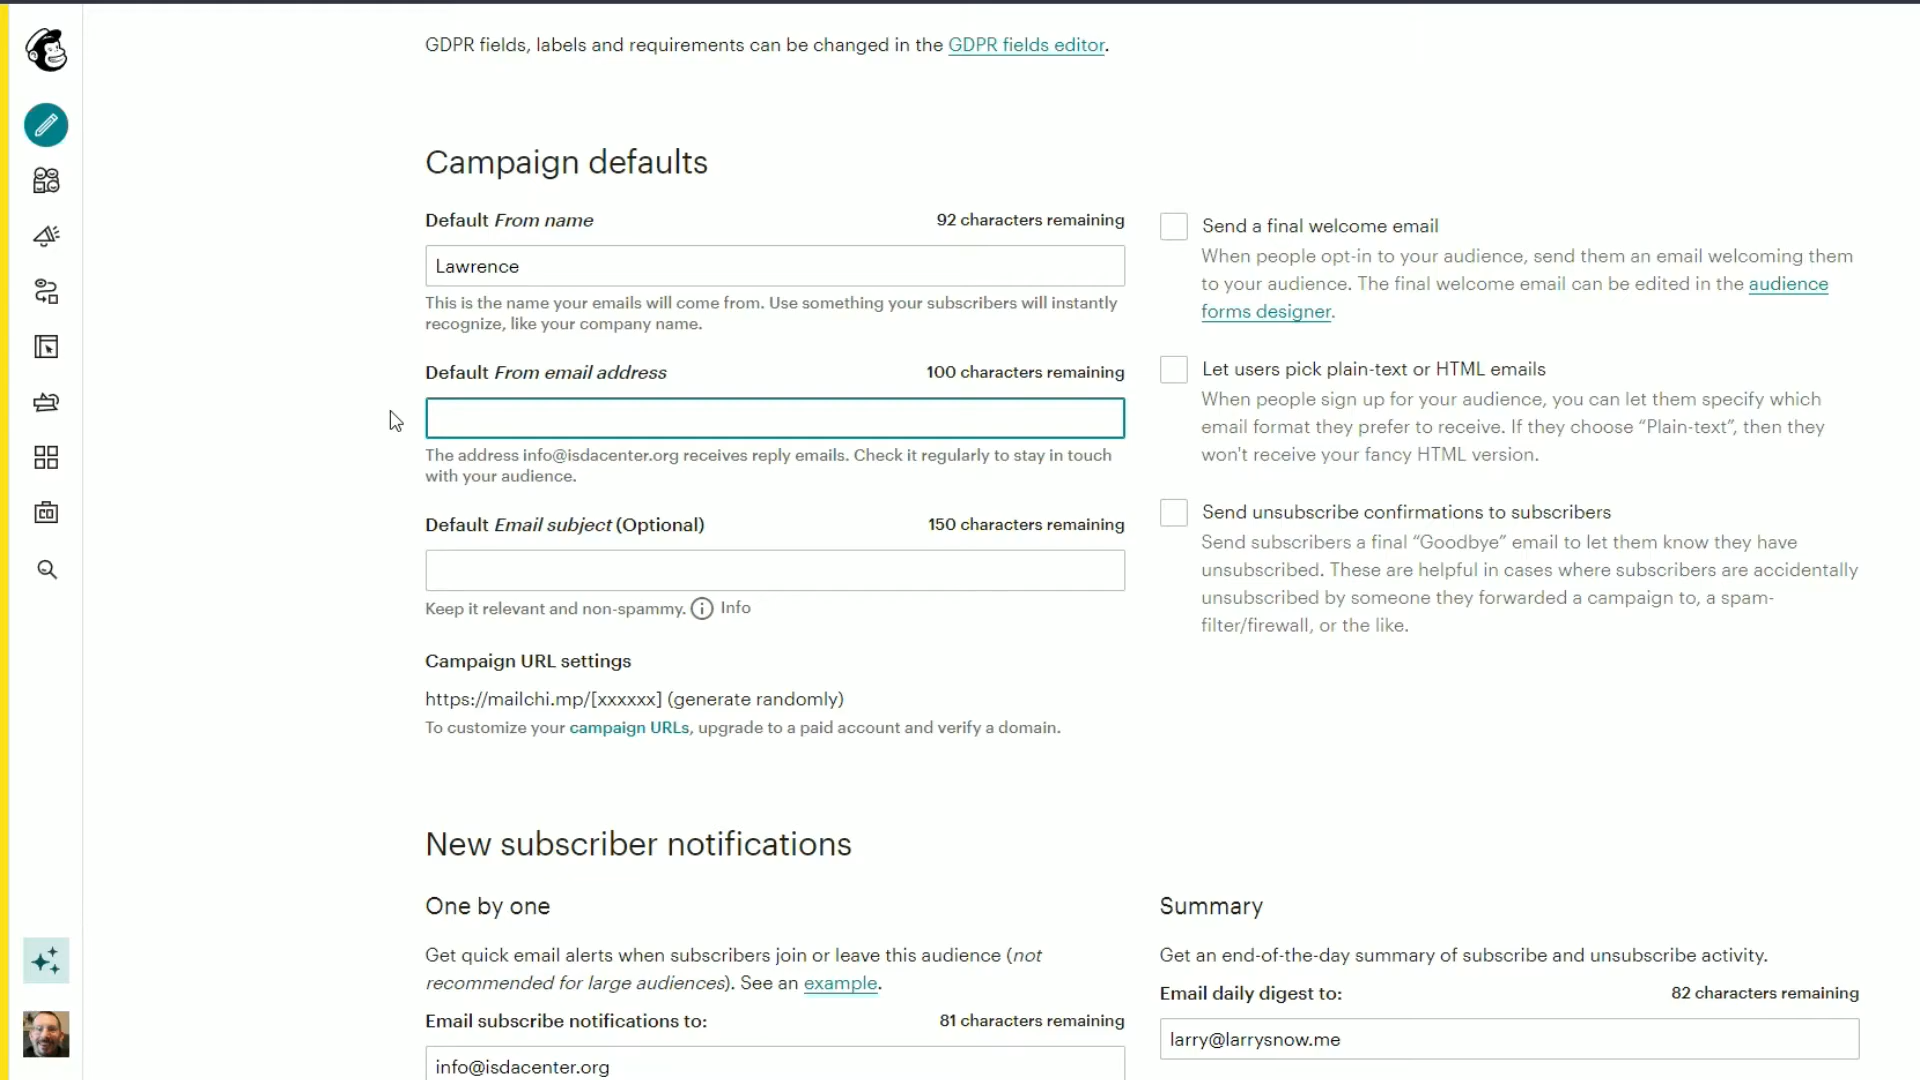 GDPR fields, labels and requirements can be changed in the GDPR fields editor.
Campaign defaults
Default From name
92 characters remaining
Lawrence
This is the name your emails will come from. Use something your subscribers will instantly
recognize, like your company name.
Default From email address
100 characters remaining
The address info@isdacenter.org receives reply emails. Check it regularly to stay in touch
with your audience.
Default Email subject (Optional)
150 characters remaining
Keep it relevant and non-spammy. Info
Campaign URL settings
https://mailchi.mp/[xxxxxx] (generate randomly)
To customize your campaign URLs, upgrade to a paid account and verify a domain.
Send a final welcome email
When people opt-in to your audience, send them an email welcoming them
to your audience. The final welcome email can be edited in the audience
forms designer.
Let users pick plain-text or HTML emails
When people sign up for your audience, you can let them specify which
email format they prefer to receive. If they choose “Plain-text”, then they
won't receive your fancy HTML version.
Send unsubscribe confirmations to subscribers
Send subscribers a final “Goodbye” email to let them know they have
unsubscribed. These are helpful in cases where subscribers are accidentally
unsubscribed by someone they forwarded a campaign to, a spam-
filter/firewall, or the like.
New subscriber notifications
One by one
Get quick email alerts when subscribers join or leave this audience (not
recommended for large audiences). See an example.
Email subscribe notifications to:
81 characters remaining
info@isdacenter.org
Summary
Get an end-of-the-day summary of subscribe and unsubscribe activity.
Email daily digest to:
82 characters remaining
larry@larrysnow.me